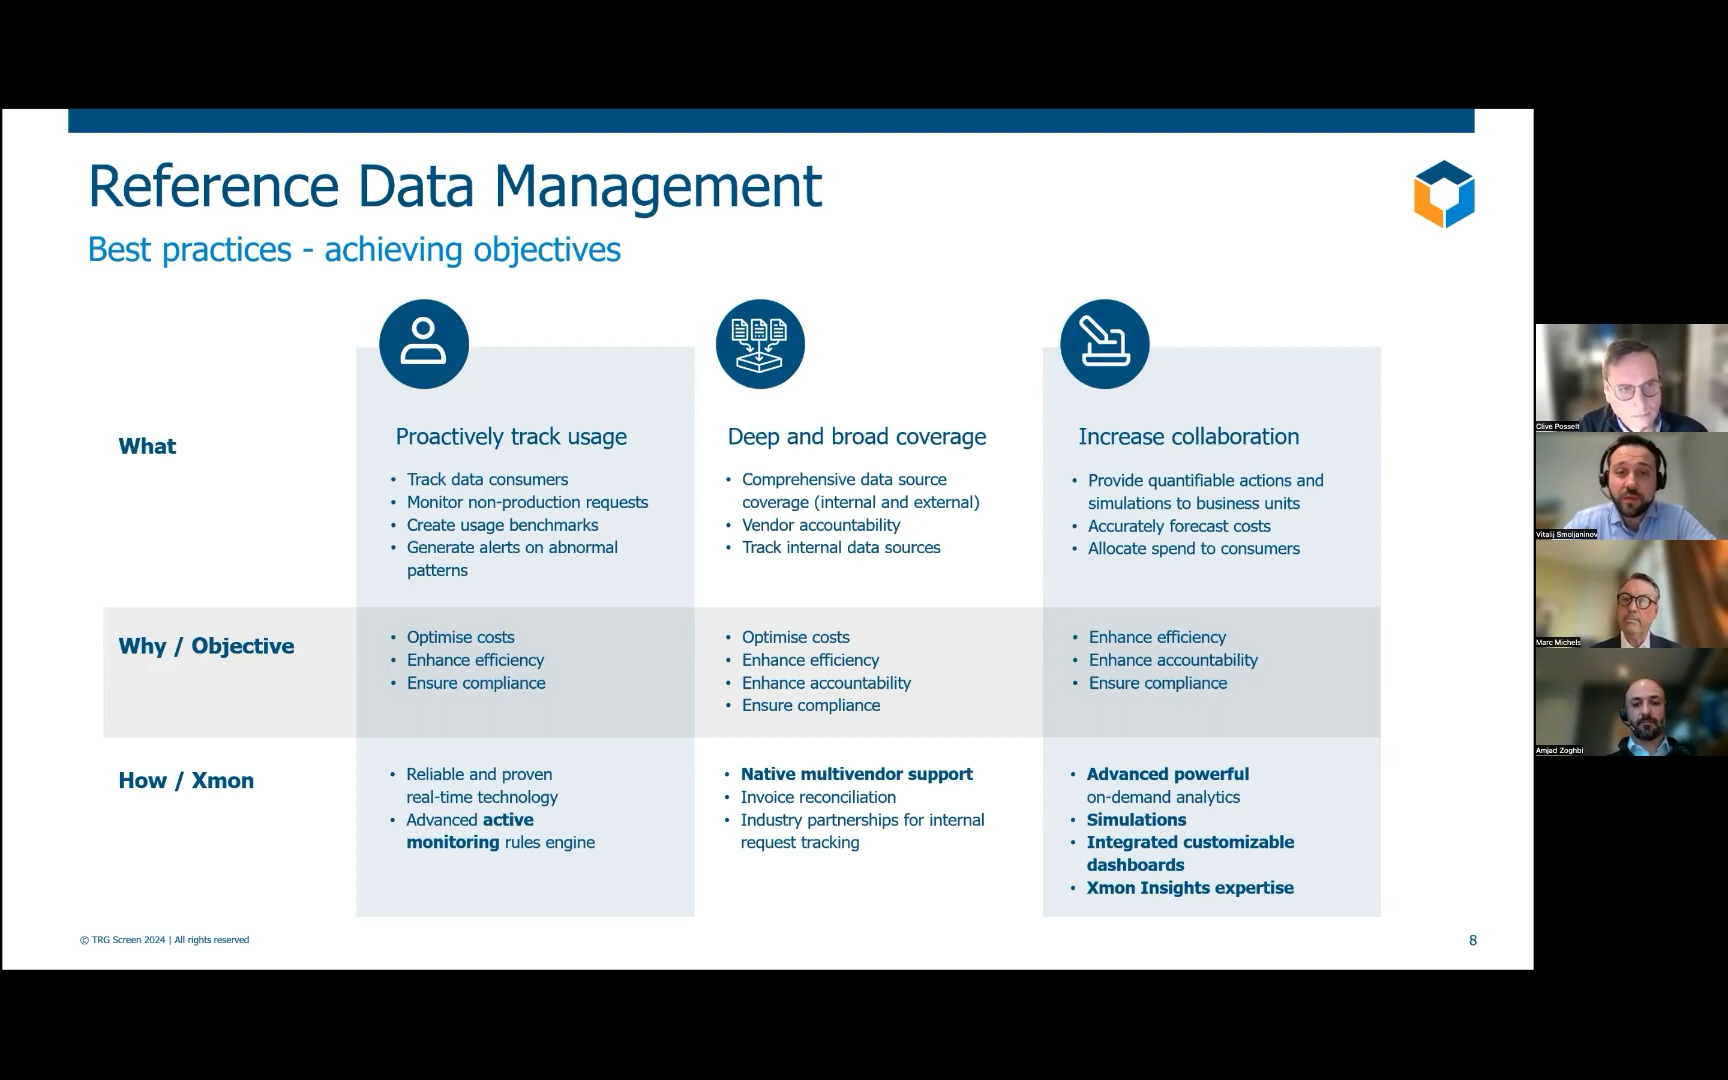 Reference Data Management
Best practices - achieving objectives
What
Proactively track usage
• Track data consumers
• Monitor non-production requests
• Create usage benchmarks
• Generate alerts on abnormal
patterns
Deep and broad coverage
• Comprehensive data source
coverage (internal and external)
• Vendor accountability
• Track internal data sources
Increase collaboration
• Provide quantifiable actions and
simulations to business units
• Accurately forecast costs
• Allocate spend to consumers
Why / Objective
• Optimise costs
• Enhance efficiency
• Ensure compliance
• Optimise costs
• Enhance efficiency
• Enhance accountability
• Ensure compliance
• Enhance efficiency
• Enhance accountability
• Ensure compliance
How / Xmon
• Reliable and proven
real-time technology
• Advanced active
monitoring rules engine
• Native multivendor support
• Invoice reconciliation
• Industry partnerships for internal
request tracking
• Advanced powerful
on-demand analytics
• Simulations
• Integrated customizable
dashboards
• Xmon Insights expertise
© TRG Screen 2024 | All rights reserved
8
Clive Posselt
Vitalij Smoljaninov
Marc Michels
Amjad Zoghbi